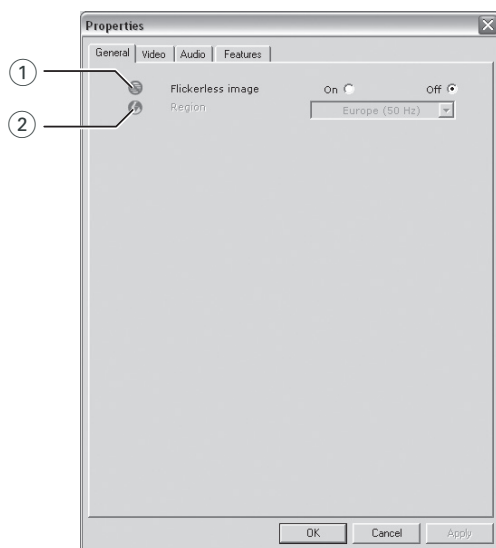 Properties
General Video Audio Features
1 Flickerless image On Off
2 Region Europe (50 Hz)
OK Cancel Apply